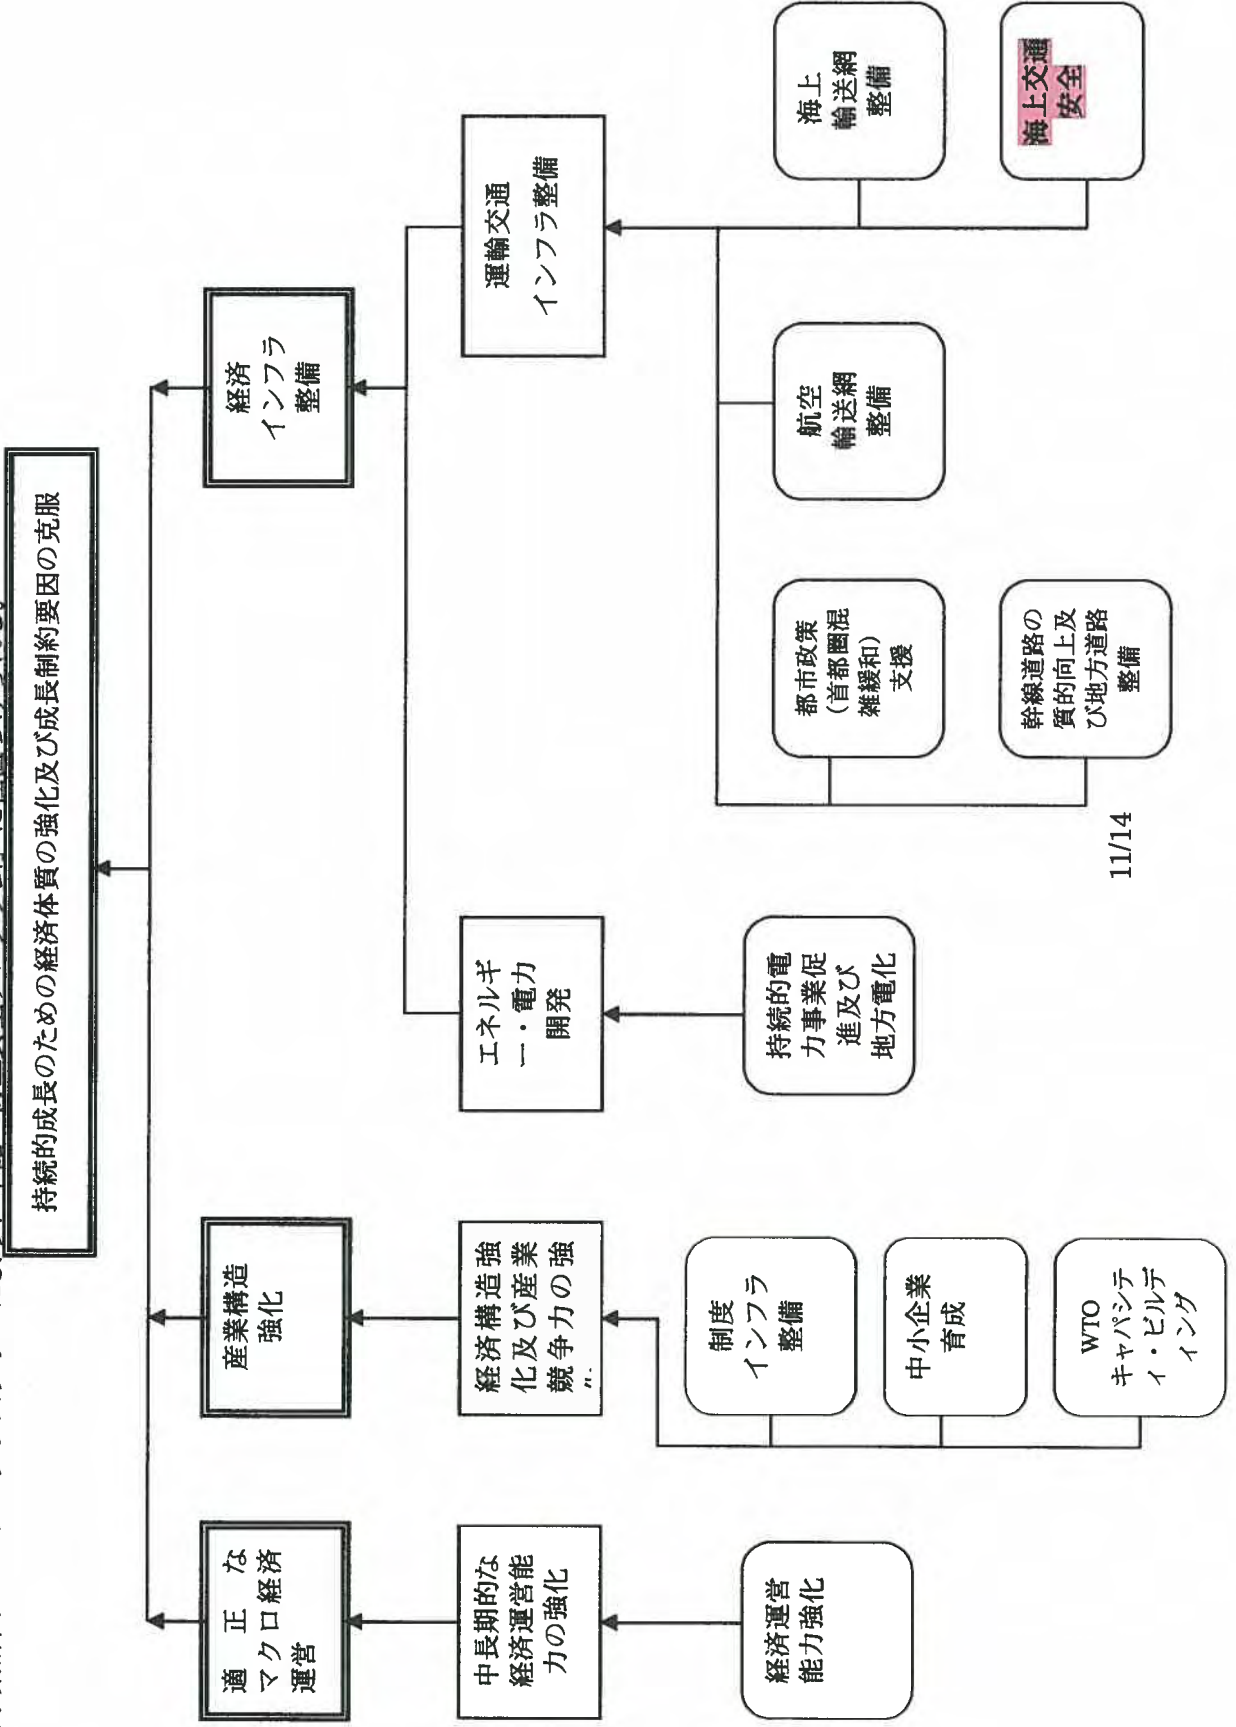 持続的成長のための経済体質の強化及び成長制約要因の克服
適正な
マクロ経済
運営
産業構造
強化
経済
インフラ
整備
中長期的な
経済運営能
力の強化
経済構造強
化及び産業
競争力の強
エネルギ
ー・電力
開発
運輸交通
インフラ整備
経済運営
能力強化
制度
インフラ
整備
中小企業
育成
WTO
キャパシテ
ィ・ビルデ
ィング
持続的電
力事業促
進及び
地方電化
都市政策
(首都圏混
雑緩和)
支援
幹線道路の
質的向上及
び地方道路
整備
航空
輸送網
整備
海上
輸送網
整備
海上交通
安全
11/14